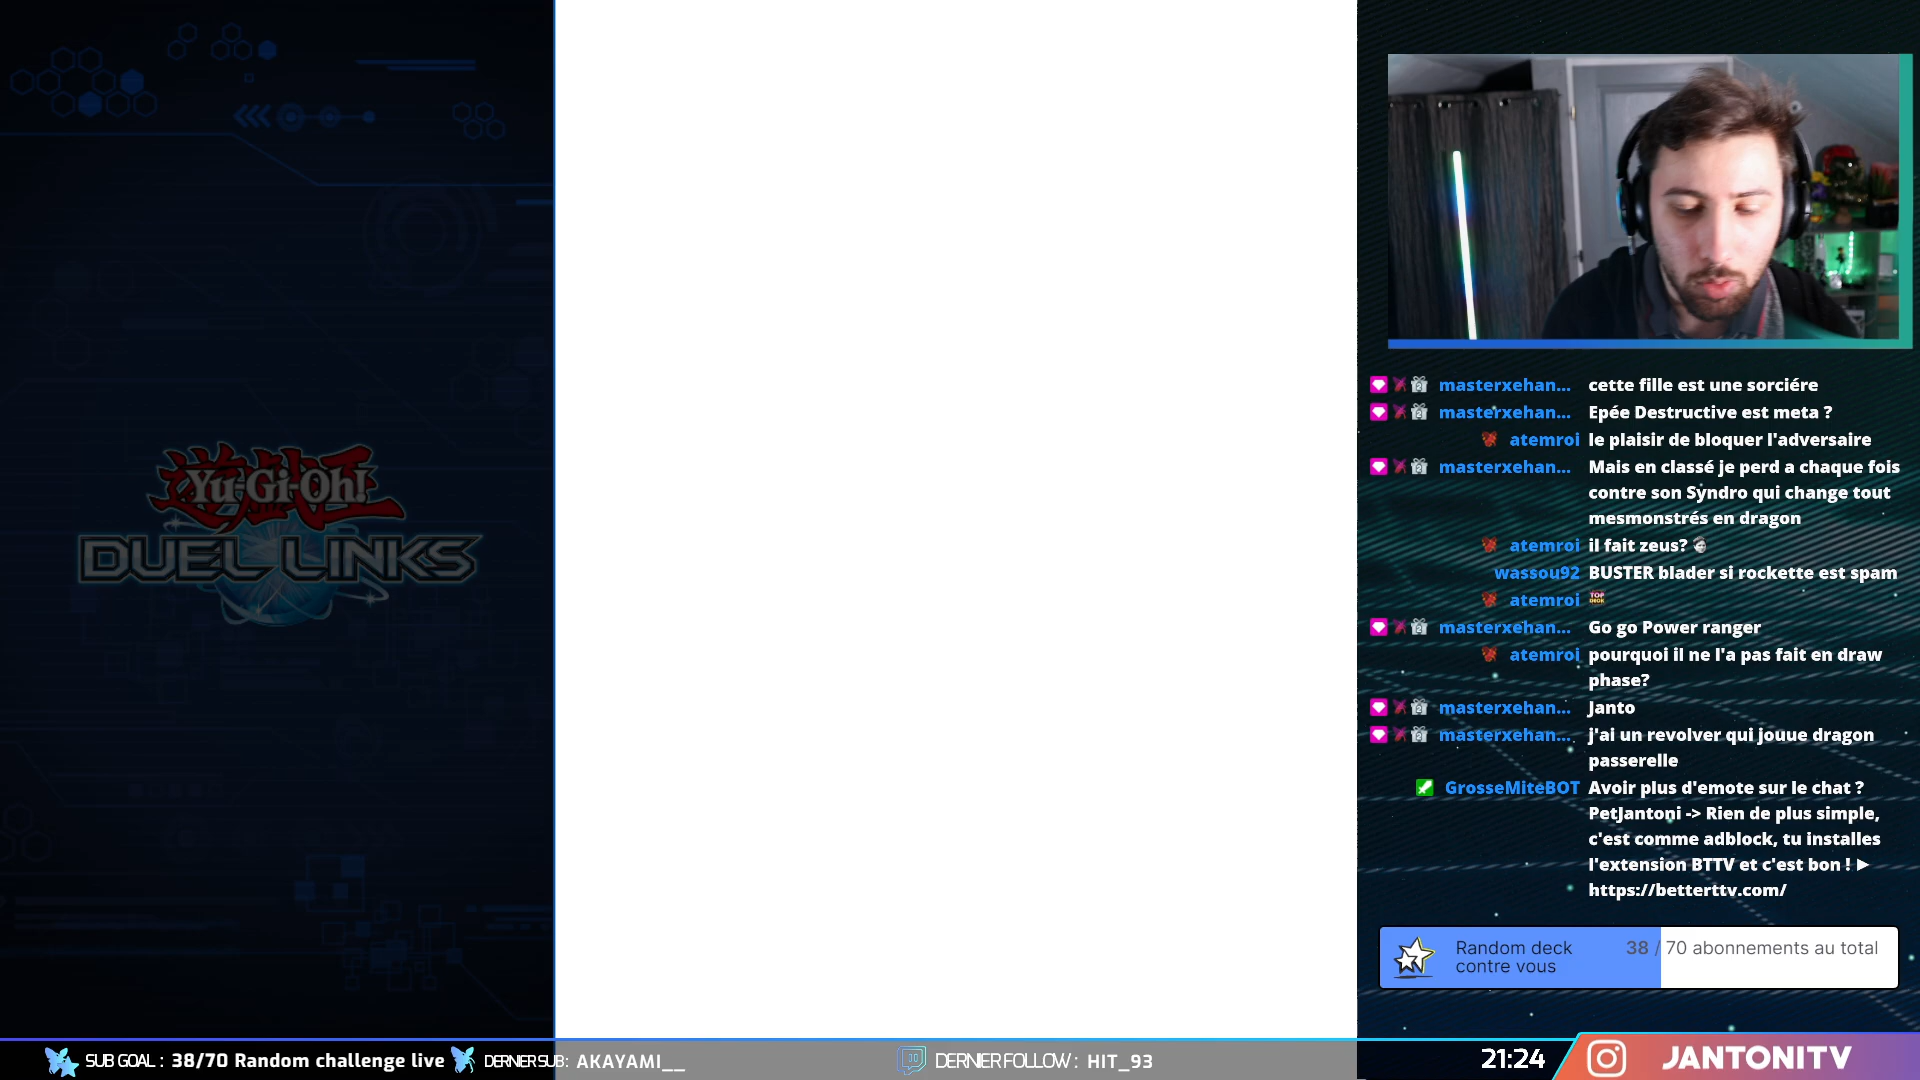 遊戯王
Yu-Gi-Oh!
DUEL LINKS
masterxehan... cette fille est une sorciére
masterxehan... Epée Destructive est meta ?
atemroi le plaisir de bloquer l'adversaire
masterxehan... Mais en classé je perd a chaque fois
contre son Syndro qui change tout
mesmonstrés en dragon
atemroi il fait zeus?
wassou92 BUSTER blader si rockette est spam
atemroi TOP DECK
masterxehan... Go go Power ranger
atemroi pourquoi il ne l'a pas fait en draw
phase?
masterxehan... Janto
masterxehan... j'ai un revolver qui jouue dragon
passerelle
GrosseMiteBOT Avoir plus d'emote sur le chat ?
PetJantoni -> Rien de plus simple,
c'est comme adblock, tu installes
l'extension BTTV et c'est bon ! ►
https://betterttv.com/
Random deck
contre vous
38 / 70 abonnements au total
SUB GOAL : 38/70 Random challenge live
DERNIER SUB : AKAYAMI__
DERNIER FOLLOW : HIT_93
21:24
JANTONITV